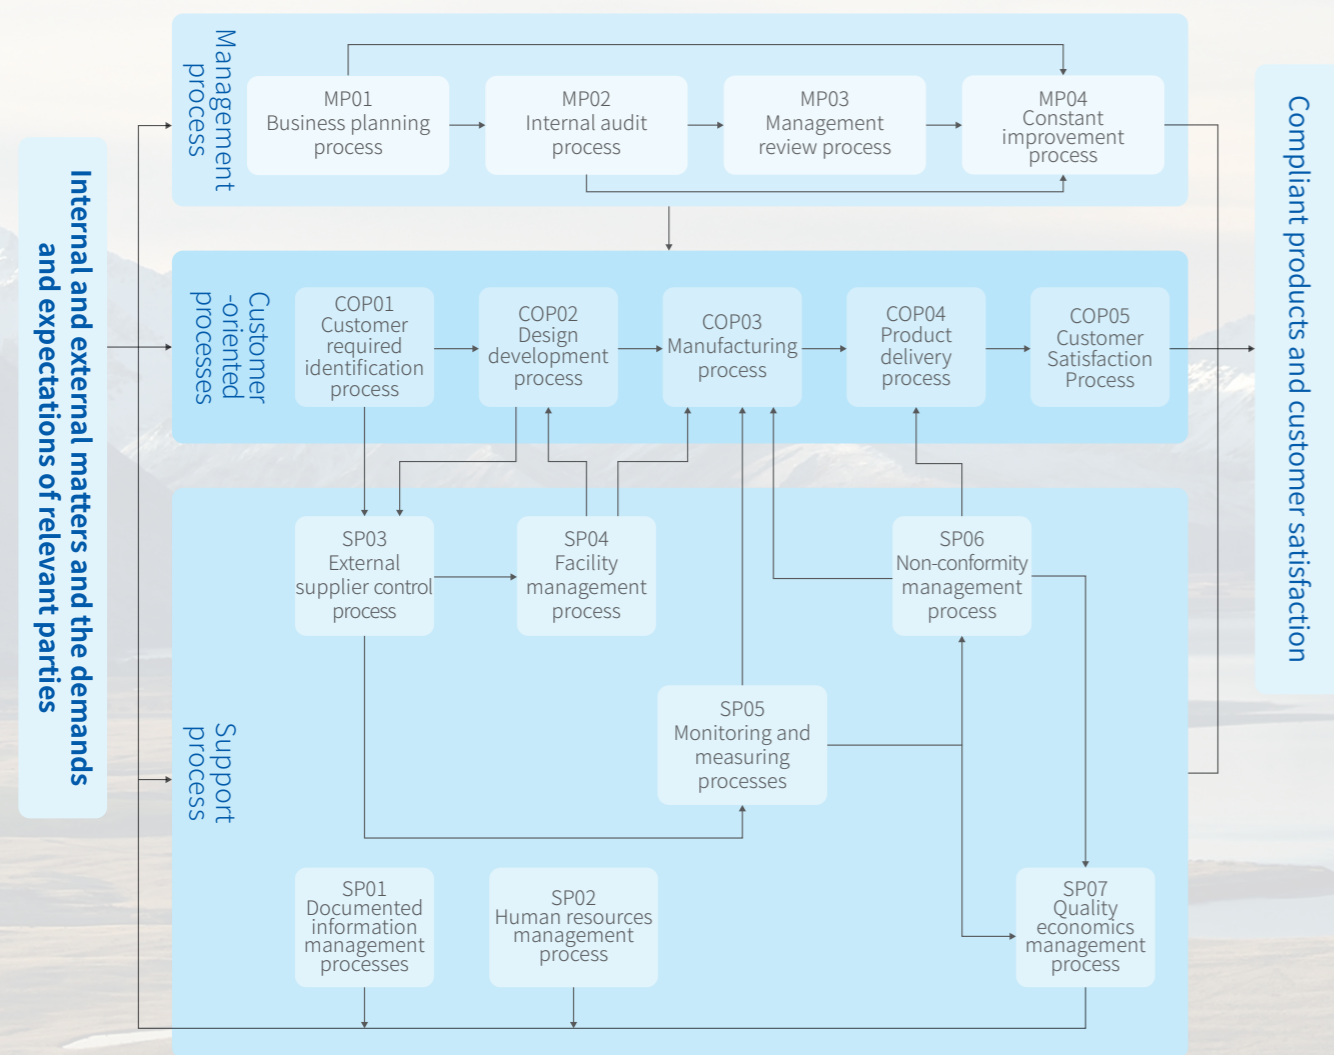 Internal and external matters and the demands
and expectations of relevant parties
Management
process
MP01
Business planning
process
MP02
Internal audit
process
MP03
Management
review process
MP04
Constant
improvement
process
Customer
-oriented
processes
COP01
Customer
required
identification
process
COP02
Design
development
process
COP03
Manufacturing
process
COP04
Product
delivery
process
COP05
Customer
Satisfaction
Process
Support
process
SP03
External
supplier control
process
SP04
Facility
management
process
SP06
Non-conformity
management
process
SP05
Monitoring and
measuring
processes
SP01
Documented
information
management
processes
SP02
Human resources
management
process
SP07
Quality
economics
management
process
Compliant products and customer satisfaction